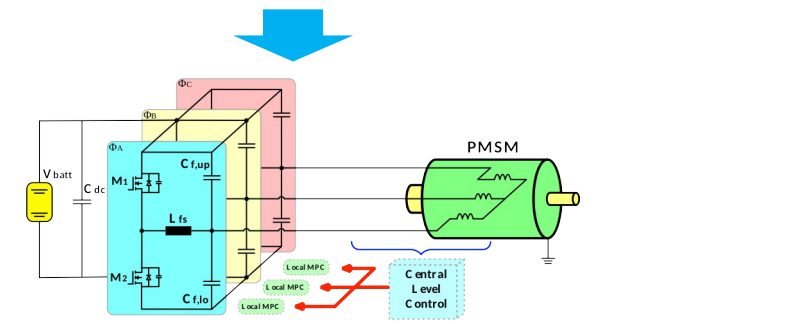 ΦC
ΦB
ΦA
PMSM
C f,up
V batt
M1
C dc
L fs
M2
C f,lo
Local MPC
Local MPC
Local MPC
Central
Level
Control